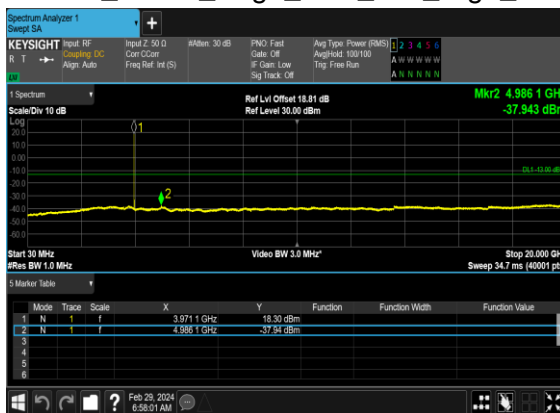 Spectrum Analyzer 1
Swept SA
+
KEYSIGHT Input: RF Input Z: 50 Ω #Atten: 30 dB PNO: Fast Avg Type: Power (RMS) 1 2 3 4 5 6
R T Coupling: DC Corr CCorr Gate: Off Avg|Hold: 100/100 A W W W W W
Align: Auto Freq Ref: Int (S) IF Gain: Low Trig: Free Run
Sig Track: Off A N N N N N
1 Spectrum
Ref Lvl Offset 18.81 dB Mkr2 4.986 1 GH
Scale/Div 10 dB Ref Level 30.00 dBm -37.943 dB
Log
20.0
10.0
0.00
-10.0
DL1 -13.00 dB
-20.0
-30.0
-40.0
-50.0
-60.0
1
2
Start 30 MHz Video BW 3.0 MHz* Stop 20.000 GH
#Res BW 1.0 MHz Sweep 34.7 ms (40001 pt
5 Marker Table
Mode Trace Scale X Y Function Function Width Function Value
1 N 1 f 3.971 1 GHz 18.30 dBm
2 N 1 f 4.986 1 GHz -37.94 dBm
3
4
5
6
? Feb 29, 2024
6:58:01 AM